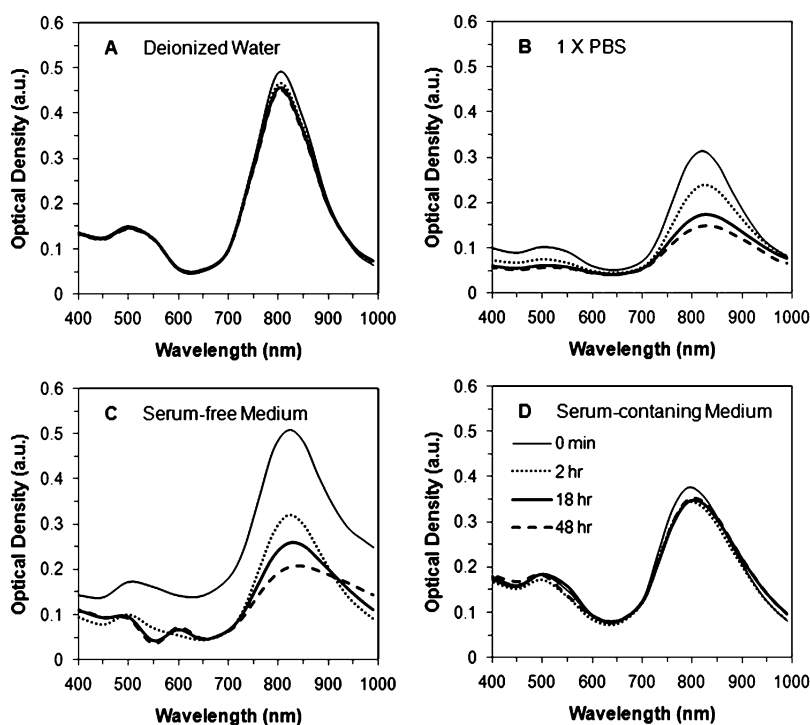 A Deionized Water
Optical Density (a.u.)
0.6
0.5
0.4
0.3
0.2
0.1
0
400 500 600 700 800 900 1000
Wavelength (nm)
B 1 X PBS
Optical Density (a.u.)
0.6
0.5
0.4
0.3
0.2
0.1
0
400 500 600 700 800 900 1000
Wavelength (nm)
C Serum-free Medium
Optical Density (a.u.)
0.6
0.5
0.4
0.3
0.2
0.1
0
400 500 600 700 800 900 1000
Wavelength (nm)
D Serum-contaning Medium
0 min
2 hr
18 hr
48 hr
Optical Density (a.u.)
0.6
0.5
0.4
0.3
0.2
0.1
0
400 500 600 700 800 900 1000
Wavelength (nm)